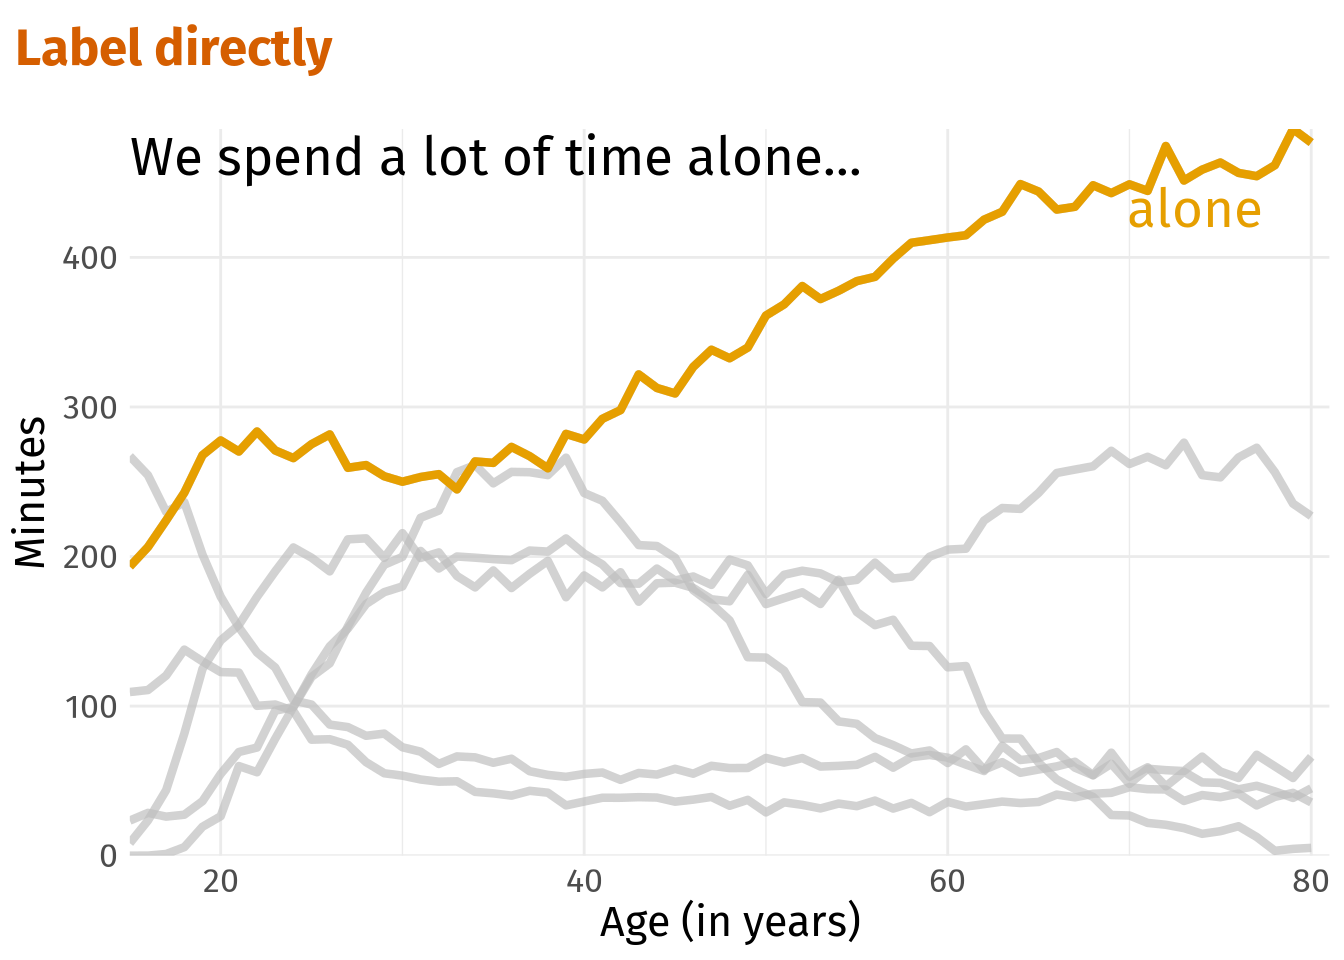 Label directly
We spend a lot of time alone...
alone
400
300
200
100
0
Minutes
20 40 60 80
Age (in years)